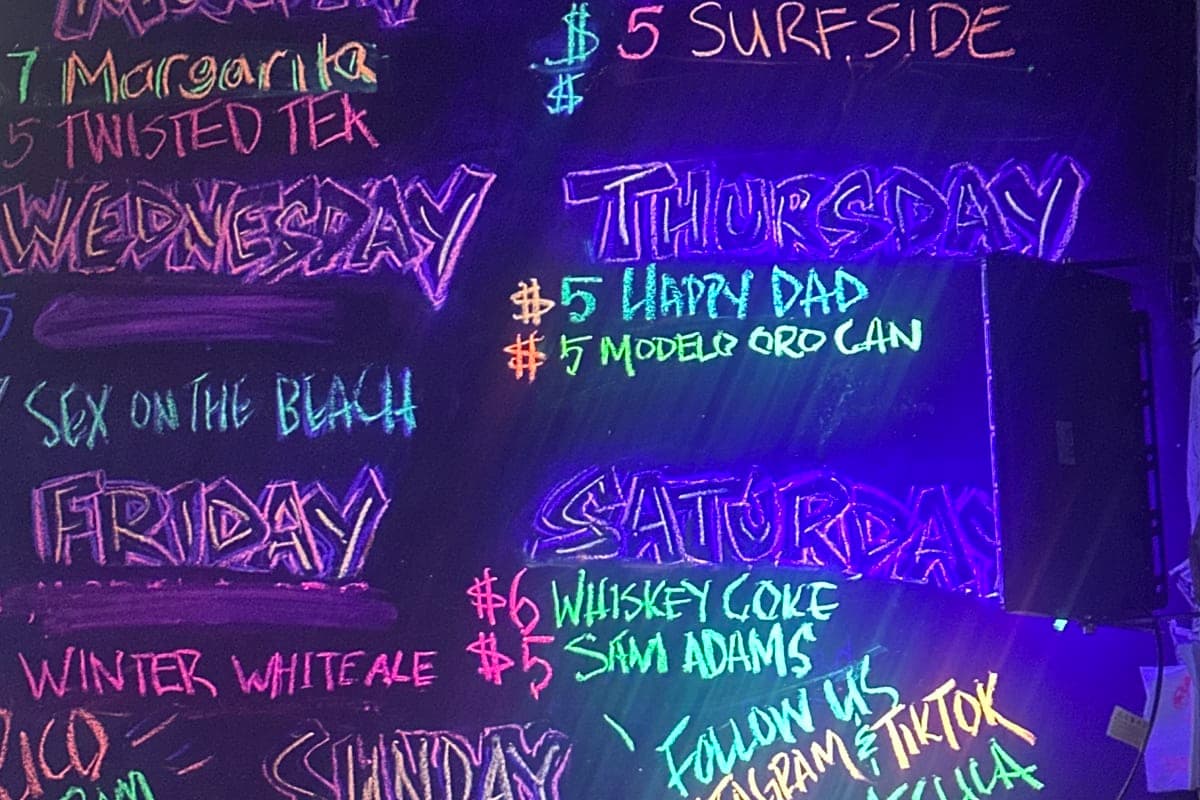 7 Margarita
5 TWISTED TEA
$5 SURFSIDE
$
WEDNESDAY
5
SEX ON THE BEACH
THURSDAY
$5 HAPPY DAD
$5 MODELO ORO CAN
FRIDAY
WINTER WHITE ALE
SATURDAY
$6 WHISKEY COKE
$5 SAM ADAMS
SUNDAY
FOLLOW US
& TIKTOK